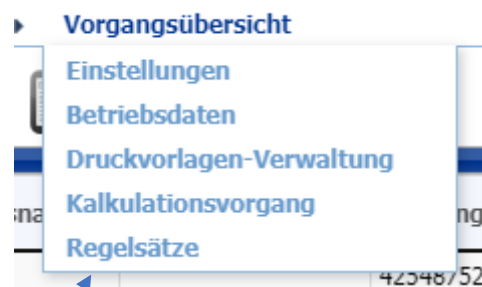 Vorgangsübersicht
Einstellungen
Betriebsdaten
Druckvorlagen-Verwaltung
Kalkulationsvorgang
Regelsätze